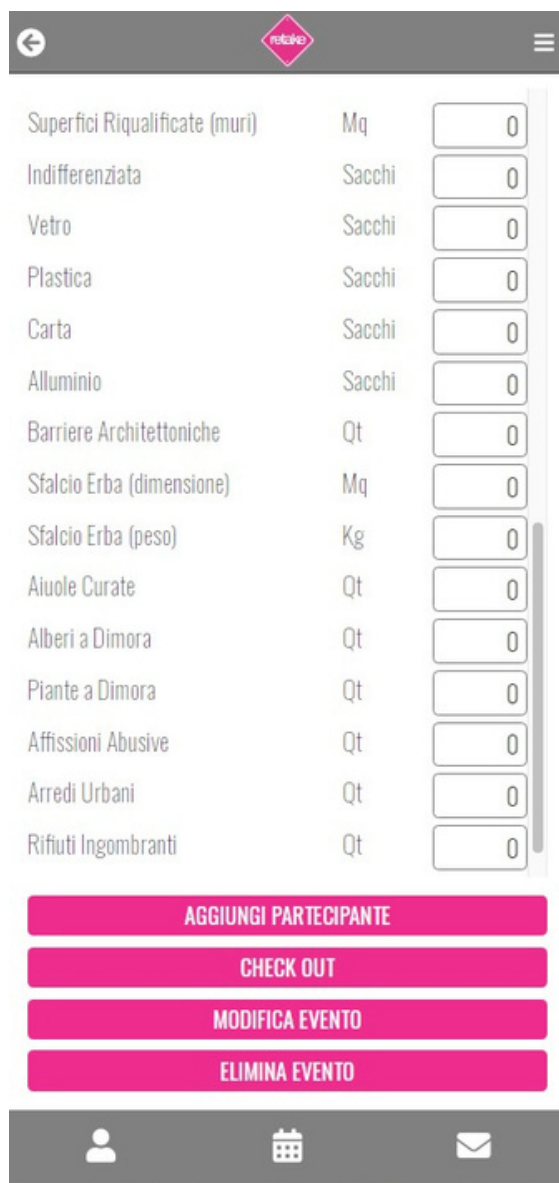 retake
Superfici Riqualificate (muri) Mq 0
Indifferenziata Sacchi 0
Vetro Sacchi 0
Plastica Sacchi 0
Carta Sacchi 0
Alluminio Sacchi 0
Barriere Architettoniche Qt 0
Sfalcio Erba (dimensione) Mq 0
Sfalcio Erba (peso) Kg 0
Aiuole Curate Qt 0
Alberi a Dimora Qt 0
Piante a Dimora Qt 0
Affissioni Abusive Qt 0
Arredi Urbani Qt 0
Rifiuti Ingombranti Qt 0
AGGIUNGI PARTECIPANTE
CHECK OUT
MODIFICA EVENTO
ELIMINA EVENTO